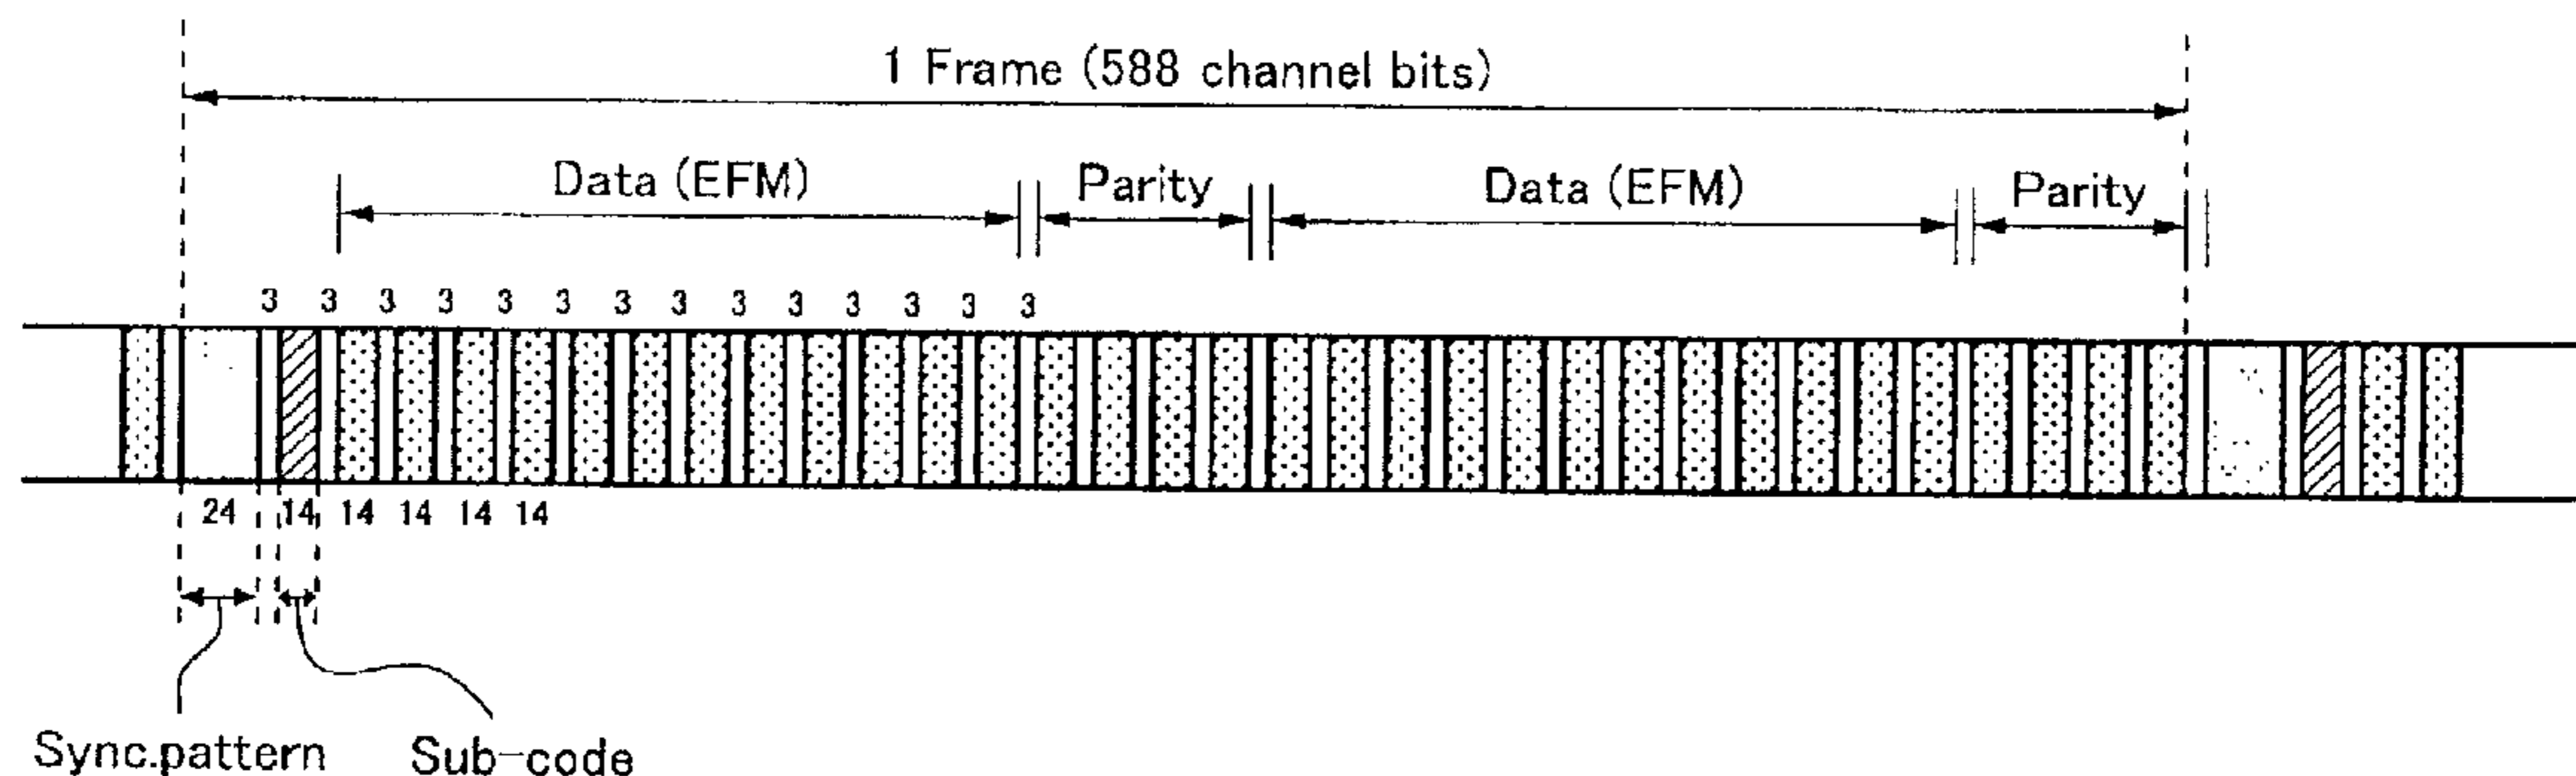 1 Frame (588 channel bits)
Data (EFM) Parity Data (EFM) Parity
3 3 3 3 3 3 3 3 3 3 3 3 3 3
24 14 14 14 14 14
Sync.pattern Sub-code